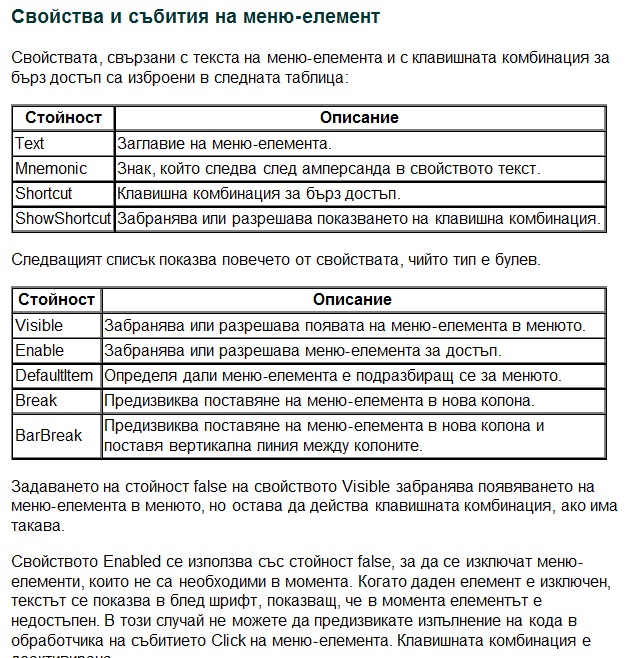 Свойства и събития на меню-елемент
Свойствата, свързани с текста на меню-елемента и с клавишната комбинация за
бърз достъп са изброени в следната таблица:
Стойност Описание
Text Заглавие на меню-елемента.
Mnemonic Знак, който следва след амперсанда в свойството текст.
Shortcut Клавишна комбинация за бърз достъп.
ShowShortcut Забранява или разрешава показването на клавишна комбинация.
Следващият списък показва повечето от свойствата, чийто тип е булев.
Стойност Описание
Visible Забранява или разрешава появата на меню-елемента в менюто.
Enable Забранява или разрешава меню-елемента за достъп.
DefaultItem Определя дали меню-елемента е подразбиращ се за менюто.
Break Предизвиква поставяне на меню-елемента в нова колона.
BarBreak Предизвиква поставяне на меню-елемента в нова колона и
поставя вертикална линия между колоните.
Задаването на стойност false на свойството Visible забранява появяването на
меню-елемента в менюто, но остава да действа клавишната комбинация, ако има
такава.
Свойството Enabled се използва със стойност false, за да се изключат меню-
елементи, които не са необходими в момента. Когато даден елемент е изключен,
текстът се показва в блед шрифт, показващ, че в момента елементът е
недостъпен. В този случай не можете да предизвикате изпълнение на кода в
обработчика на събитието Click на меню-елемента. Клавишната комбинация е